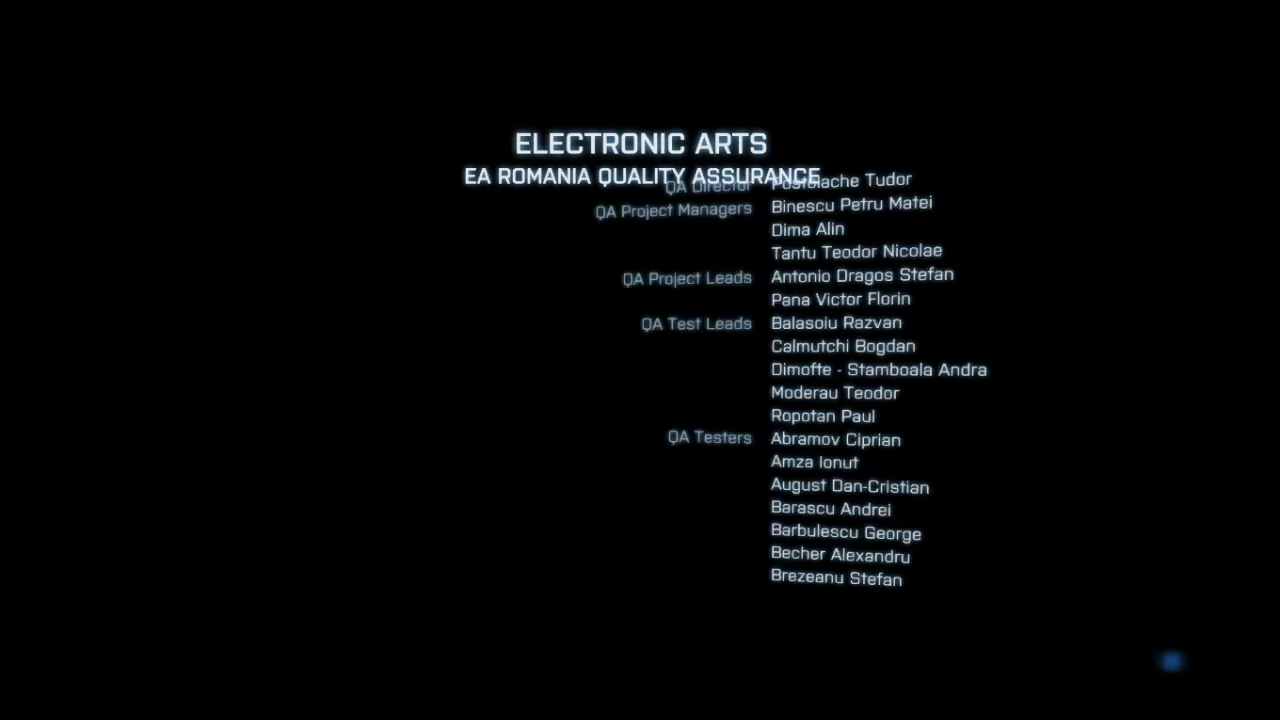 ELECTRONIC ARTS
EA ROMANIA QUALITY ASSURANCE
QA Director Postolache Tudor
QA Project Managers Binescu Petru Matei
Dima Alin
Tantu Teodor Nicolae
QA Project Leads Antonio Dragos Stefan
Pana Victor Florin
QA Test Leads Balasoiu Razvan
Calmutchi Bogdan
Dimofte - Stamboala Andra
Moderau Teodor
Ropotan Paul
QA Testers Abramov Ciprian
Amza Ionut
August Dan-Cristian
Barascu Andrei
Barbulescu George
Becher Alexandru
Brezeanu Stefan